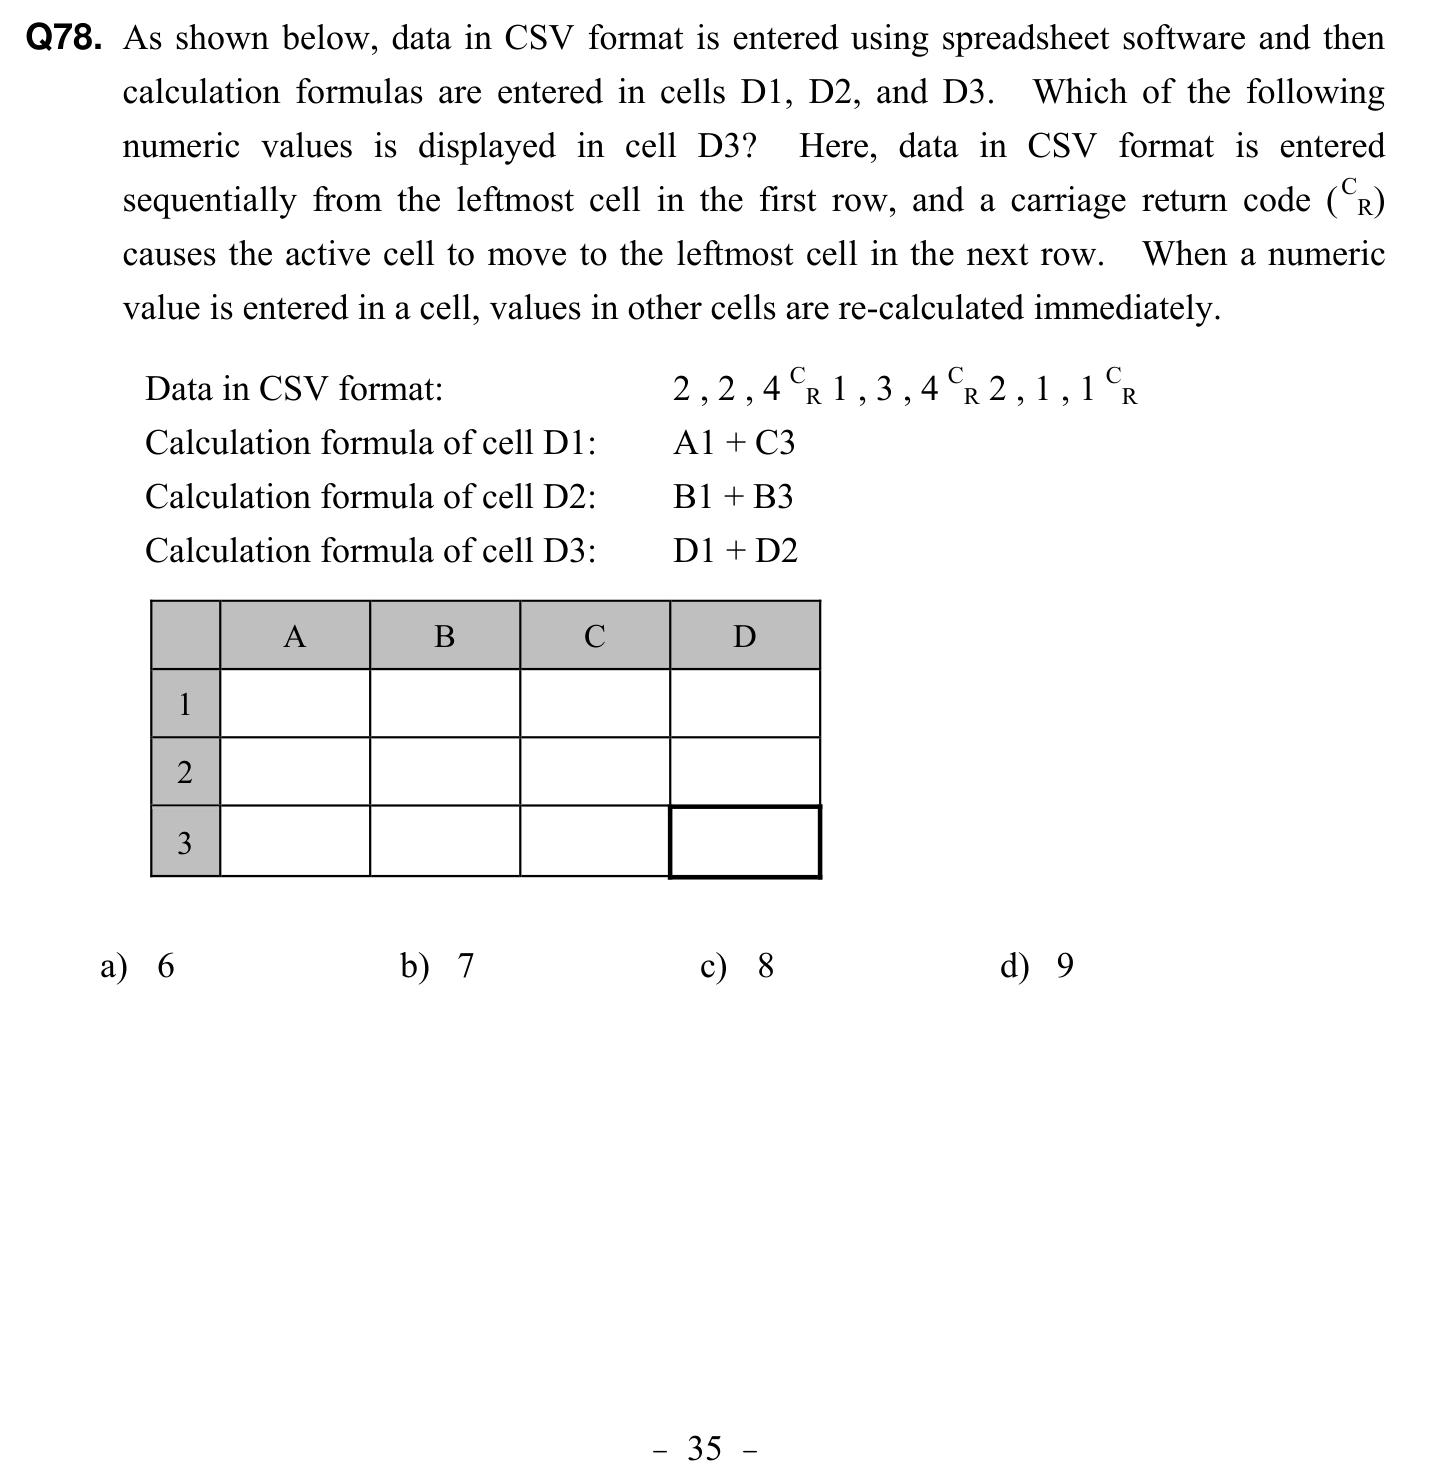 Q78. As shown below, data in CSV format is entered using spreadsheet software and then
calculation formulas are entered in cells D1, D2, and D3. Which of the following
numeric values is displayed in cell D3? Here, data in CSV format is entered
sequentially from the leftmost cell in the first row, and a carriage return code (CR)
causes the active cell to move to the leftmost cell in the next row. When a numeric
value is entered in a cell, values in other cells are re-calculated immediately.
Data in CSV format: 2 , 2 , 4 CR 1 , 3 , 4 CR 2 , 1 , 1 CR
Calculation formula of cell D1: A1 + C3
Calculation formula of cell D2: B1 + B3
Calculation formula of cell D3: D1 + D2
A B C D
1
2
3
a) 6 b) 7 c) 8 d) 9
– 35 –